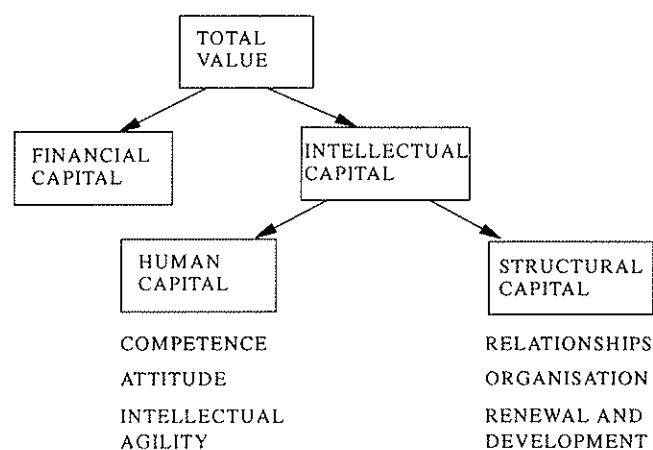 TOTAL
VALUE
FINANCIAL
CAPITAL
INTELLECTUAL
CAPITAL
HUMAN
CAPITAL
STRUCTURAL
CAPITAL
COMPETENCE
ATTITUDE
INTELLECTUAL
AGILITY
RELATIONSHIPS
ORGANISATION
RENEWAL AND
DEVELOPMENT